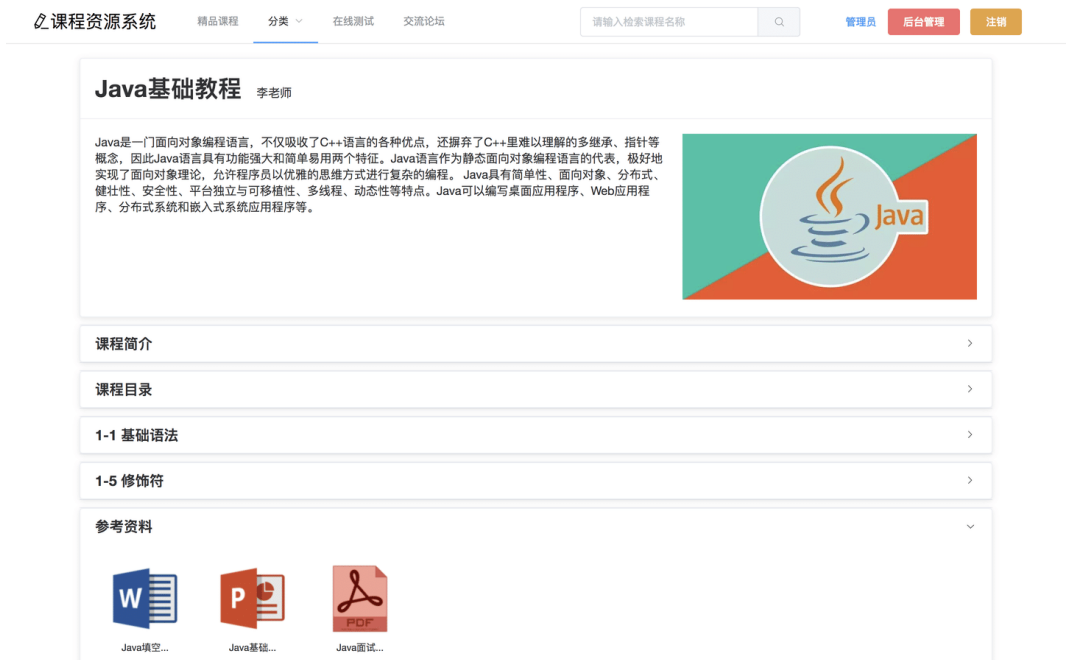 课程资源系统
精品课程
分类
在线测试
交流论坛
请输入检索课程名称
管理员
后台管理
注销
Java基础教程 李老师
Java是一门面向对象编程语言，不仅吸收了C++语言的各种优点，还摒弃了C++里难以理解的多继承、指针等
概念，因此Java语言具有功能强大和简单易用两个特征。Java语言作为静态面向对象编程语言的代表，极好地
实现了面向对象理论，允许程序员以优雅的思维方式进行复杂的编程。 Java具有简单性、面向对象、分布式、
健壮性、安全性、平台独立与可移植性、多线程、动态性等特点。Java可以编写桌面应用程序、Web应用程
序、分布式系统和嵌入式系统应用程序等。
Java
课程简介
课程目录
1-1 基础语法
1-5 修饰符
参考资料
W
P
PDF
Java填空...
Java基础...
Java面试...